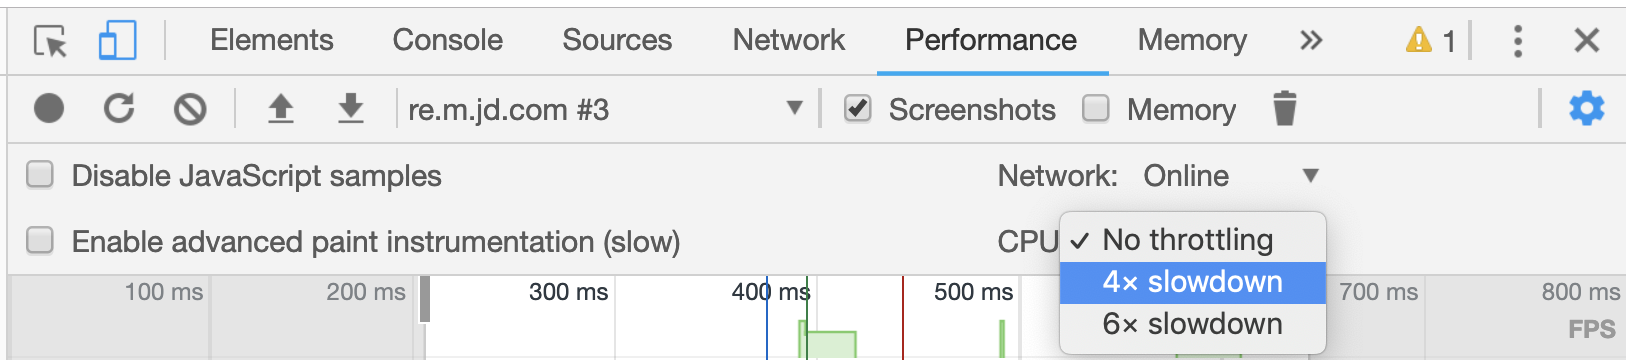 Elements Console Sources Network Performance Memory » 1
re.m.jd.com #3 Screenshots Memory
Disable JavaScript samples Network: Online
Enable advanced paint instrumentation (slow) CPU ✓ No throttling
4× slowdown
100 ms 200 ms 300 ms 400 ms 500 ms 700 ms 800 ms
6× slowdown
FPS